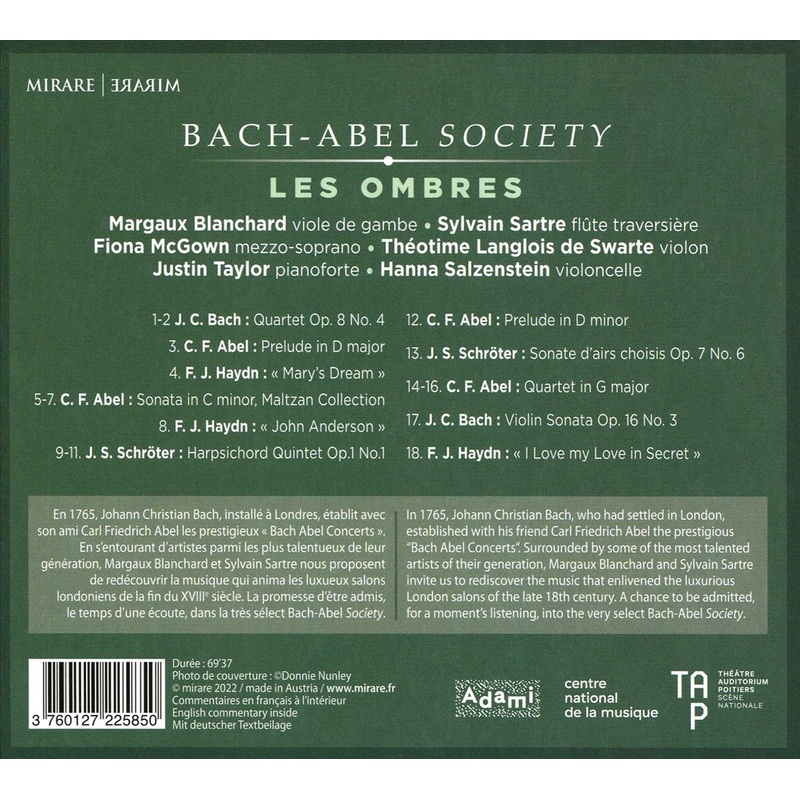 MIRARE | MIRARE
BACH-ABEL SOCIETY
LES OMBRES
Margaux Blanchard viole de gambe • Sylvain Sartre flûte traversière
Fiona McGown mezzo-soprano • Théotime Langlois de Swarte violon
Justin Taylor pianoforte • Hanna Salzenstein violoncelle
1-2 J. C. Bach : Quartet Op. 8 No. 4
3. C. F. Abel : Prelude in D major
4. F. J. Haydn : « Mary's Dream »
5-7. C. F. Abel : Sonata in C minor, Maltzan Collection
8. F. J. Haydn : « John Anderson »
9-11. J. S. Schröter : Harpsichord Quintet Op.1 No.1
12. C. F. Abel : Prelude in D minor
13. J. S. Schröter : Sonate d'airs choisis Op. 7 No. 6
14-16. C. F. Abel : Quartet in G major
17. J. C. Bach : Violin Sonata Op. 16 No. 3
18. F. J. Haydn : « I Love my Love in Secret »
En 1765, Johann Christian Bach, installé à Londres, établit avec
son ami Carl Friedrich Abel les prestigieux « Bach Abel Concerts ».
En s'entourant d'artistes parmi les plus talentueux de leur
génération, Margaux Blanchard et Sylvain Sartre nous proposent
de redécouvrir la musique qui anima les luxueux salons
londoniens de la fin du XVIIIe siècle. La promesse d'être admis,
le temps d'une écoute, dans la très sélect Bach-Abel Society.
In 1765, Johann Christian Bach, who had settled in London,
established with his friend Carl Friedrich Abel the prestigious
"Bach Abel Concerts". Surrounded by some of the most talented
artists of their generation, Margaux Blanchard and Sylvain Sartre
invite us to rediscover the music that enlivened the luxurious
London salons of the late 18th century. A chance to be admitted,
for a moment's listening, into the very select Bach-Abel Society.
3 760127 225850
Durée : 69'37
Photo de couverture : ©Donnie Nunley
© mirare 2022 / made in Austria / www.mirare.fr
Commentaires en français à l'intérieur
English commentary inside
Mit deutscher Textbeilage
Adami
centre
national
de la musique
TAP
THÉÂTRE
AUDITORIUM
POITIERS
SCÈNE
NATIONALE